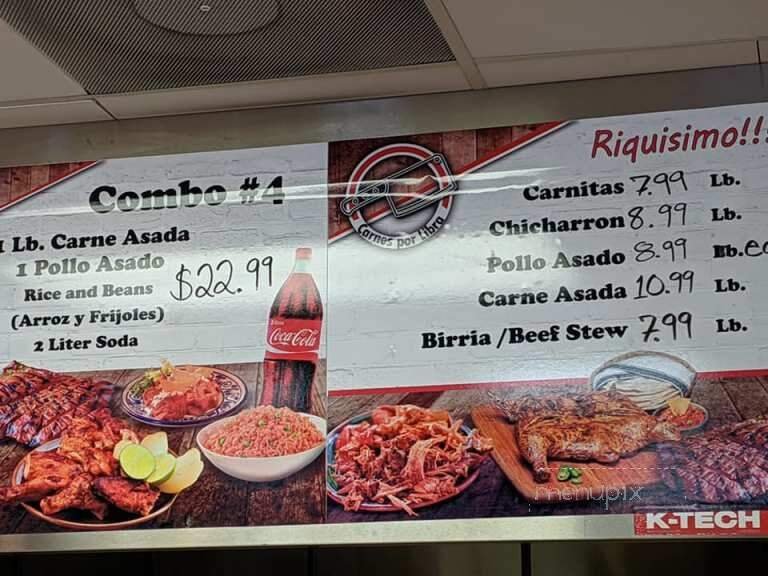 Combo #4
1 Lb. Carne Asada
1 Pollo Asado
Rice and Beans
(Arroz y Frijoles)
2 Liter Soda
$22.99
Coca-Cola
Carnes por Libra
Riquisimo!!!
Carnitas 7.99 Lb.
Chicharron 8.99 Lb.
Pollo Asado 8.99
Carne Asada 10.99 Lb.
Birria /Beef Stew 7.99 Lb.
menupix
K-TECH